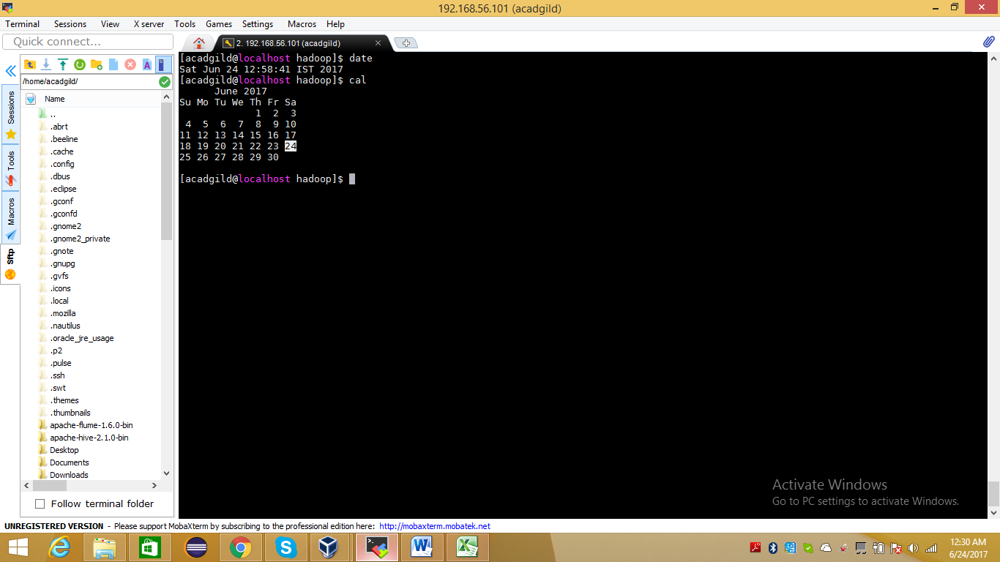 192.168.56.101 (acadgild)
Terminal Sessions View X server Tools Games Settings Macros Help
Quick connect...
2. 192.168.56.101 (acadgild)
/home/acadgild/
Name
..
.abrt
.beeline
.cache
.config
.dbus
.eclipse
.gconf
.gconfd
.gnome2
.gnome2_private
.gnote
.gnupg
.gvfs
.icons
.local
.mozilla
.nautilus
.oracle_jre_usage
.p2
.pulse
.ssh
.swt
.themes
.thumbnails
apache-flume-1.6.0-bin
apache-hive-2.1.0-bin
Desktop
Documents
Downloads
Follow terminal folder
Sessions
Tools
Macros
Sftp
[acadgild@localhost hadoop]$ date
Sat Jun 24 12:58:41 IST 2017
[acadgild@localhost hadoop]$ cal
      June 2017
Su Mo Tu We Th Fr Sa
             1  2  3
 4  5  6  7  8  9 10
11 12 13 14 15 16 17
18 19 20 21 22 23 24
25 26 27 28 29 30
[acadgild@localhost hadoop]$
Activate Windows
Go to PC settings to activate Windows.
UNREGISTERED VERSION - Please support MobaXterm by subscribing to the professional edition here: http://mobaxterm.mobatek.net
12:30 AM
6/24/2017